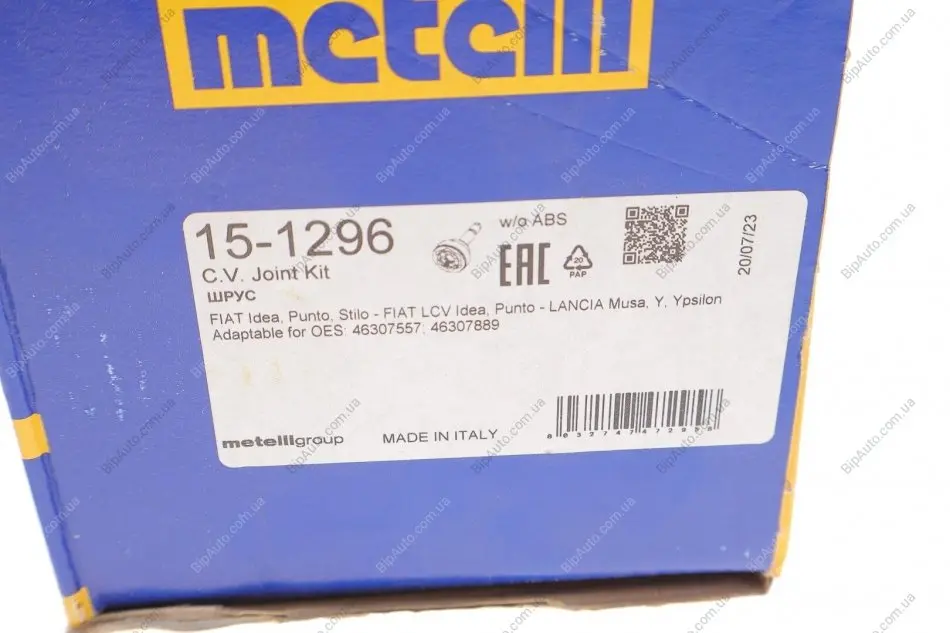 metelli
15-1296
w/o ABS
C.V. Joint Kit
EAC
20
PAP
20/07/23
ШРУС
FIAT Idea, Punto, Stilo - FIAT LCV Idea, Punto - LANCIA Musa, Y, Ypsilon
Adaptable for OES: 46307557, 46307889
metelligroup
MADE IN ITALY
BipAuto.com.ua